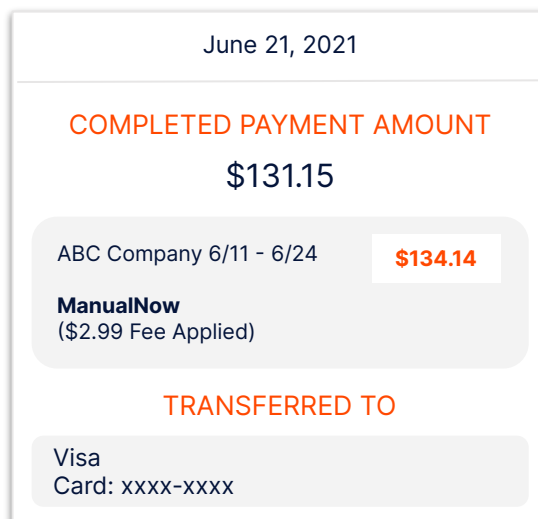 June 21, 2021
COMPLETED PAYMENT AMOUNT
$131.15
ABC Company 6/11 - 6/24
$134.14
ManualNow
($2.99 Fee Applied)
TRANSFERRED TO
Visa
Card: xxxx-xxxx